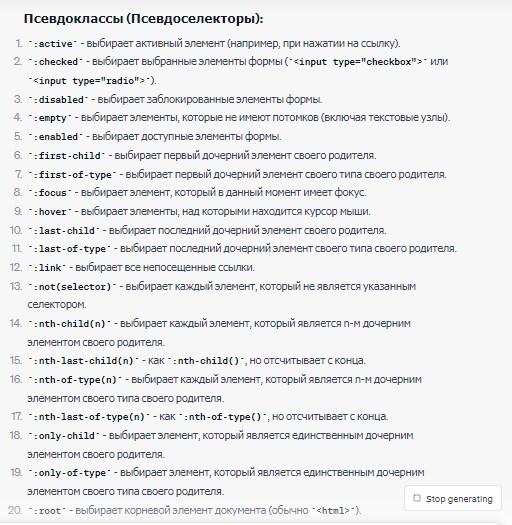 Псевдоклассы (Псевдоселекторы):
1. `:active` - выбирает активный элемент (например, при нажатии на ссылку).
2. `:checked` - выбирает выбранные элементы формы (`<input type="checkbox">` или
`<input type="radio">`).
3. `:disabled` - выбирает заблокированные элементы формы.
4. `:empty` - выбирает элементы, которые не имеют потомков (включая текстовые узлы).
5. `:enabled` - выбирает доступные элементы формы.
6. `:first-child` - выбирает первый дочерний элемент своего родителя.
7. `:first-of-type` - выбирает первый дочерний элемент своего типа своего родителя.
8. `:focus` - выбирает элемент, который в данный момент имеет фокус.
9. `:hover` - выбирает элементы, над которыми находится курсор мыши.
10. `:last-child` - выбирает последний дочерний элемент своего родителя.
11. `:last-of-type` - выбирает последний дочерний элемент своего типа своего родителя.
12. `:link` - выбирает все непосещенные ссылки.
13. `:not(selector)` - выбирает каждый элемент, который не является указанным
селектором.
14. `:nth-child(n)` - выбирает каждый элемент, который является n-м дочерним
элементом своего родителя.
15. `:nth-last-child(n)` - как `:nth-child()`, но отсчитывает с конца.
16. `:nth-of-type(n)` - выбирает каждый элемент, который является n-м дочерним
элементом своего типа своего родителя.
17. `:nth-last-of-type(n)` - как `:nth-of-type()`, но отсчитывает с конца.
18. `:only-child` - выбирает элемент, который является единственным дочерним
элементом своего родителя.
19. `:only-of-type` - выбирает элемент, который является единственным дочерним
элементом своего типа своего родителя.
Stop generating
20. `:root` - выбирает корневой элемент документа (обычно `<html>`).